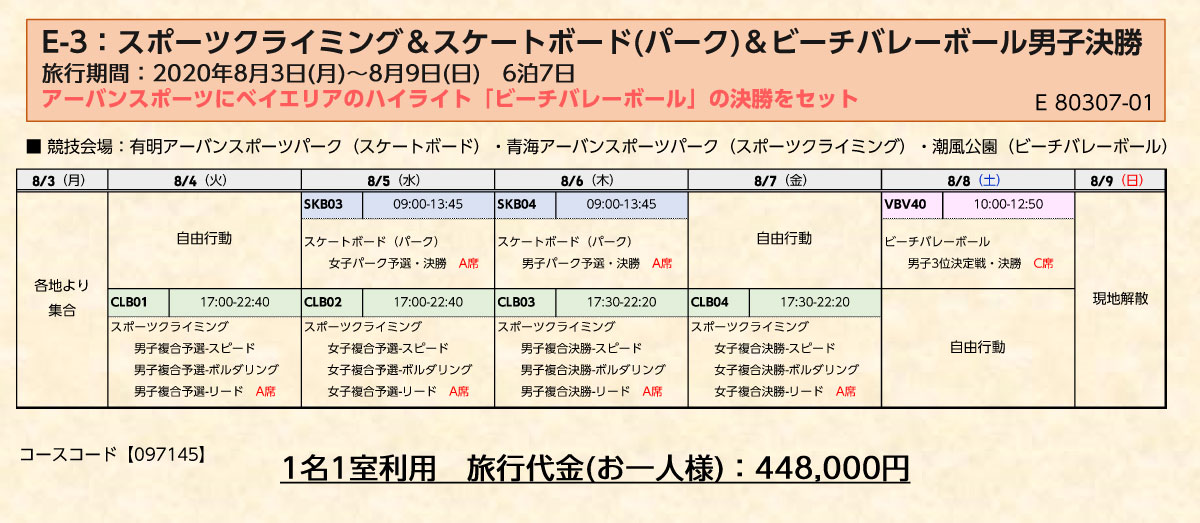 E-3：スポーツクライミング＆スケートボード(パーク)＆ビーチバレーボール男子決勝
旅行期間：2020年8月3日(月)～8月9日(日)　6泊7日
アーバンスポーツにベイエリアのハイライト「ビーチバレーボール」の決勝をセット
E 80307-01
■ 競技会場：有明アーバンスポーツパーク（スケートボード）・青海アーバンスポーツパーク（スポーツクライミング）・潮風公園（ビーチバレーボール）
8/3（月） 8/4（火） 8/5（水） 8/6（木） 8/7（金） 8/8（土） 8/9（日）
各地より
集合
自由行動
SKB03 09:00-13:45
スケートボード（パーク）
女子パーク予選・決勝 A席
SKB04 09:00-13:45
スケートボード（パーク）
男子パーク予選・決勝 A席
自由行動
VBV40 10:00-12:50
ビーチバレーボール
男子3位決定戦・決勝 C席
現地解散
CLB01 17:00-22:40
スポーツクライミング
男子複合予選-スピード
男子複合予選-ボルダリング
男子複合予選-リード A席
CLB02 17:00-22:40
スポーツクライミング
女子複合予選-スピード
女子複合予選-ボルダリング
女子複合予選-リード A席
CLB03 17:30-22:20
スポーツクライミング
男子複合決勝-スピード
男子複合決勝-ボルダリング
男子複合決勝-リード A席
CLB04 17:30-22:20
スポーツクライミング
女子複合決勝-スピード
女子複合決勝-ボルダリング
女子複合決勝-リード A席
自由行動
コースコード【097145】
1名1室利用　旅行代金(お一人様)：448,000円